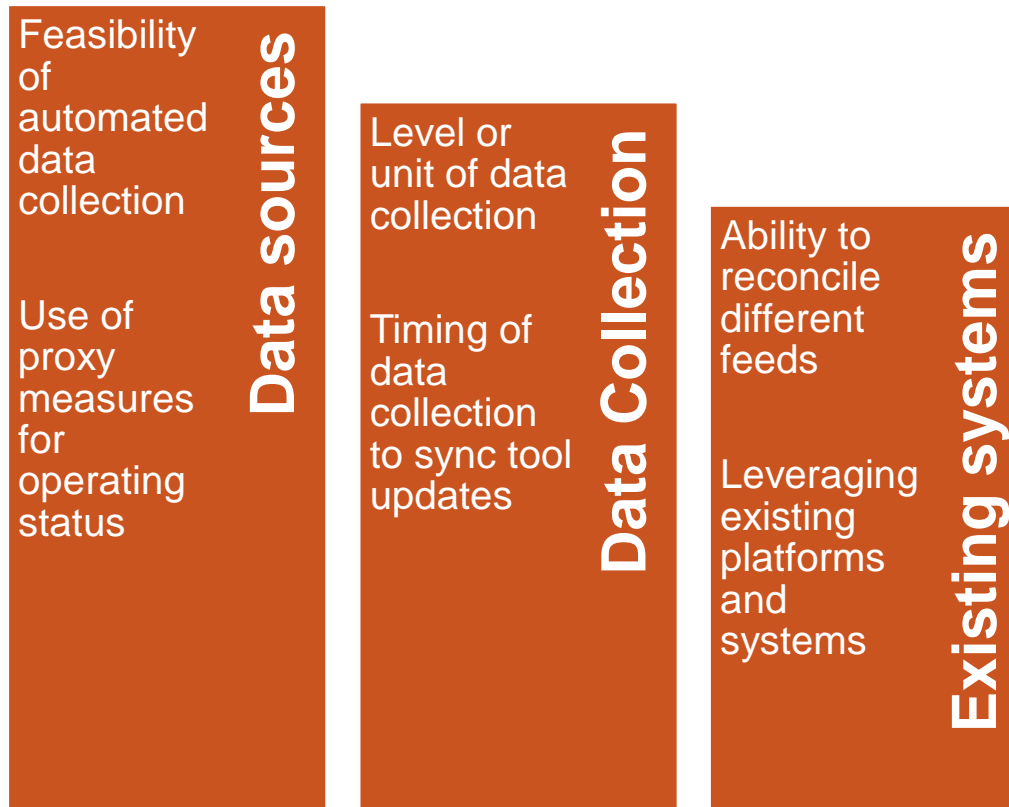 Data sources
Feasibility
of
automated
data
collection
Use of
proxy
measures
for
operating
status
Data Collection
Level or
unit of data
collection
Timing of
data
collection
to sync tool
updates
Existing systems
Ability to
reconcile
different
feeds
Leveraging
existing
platforms
and
systems